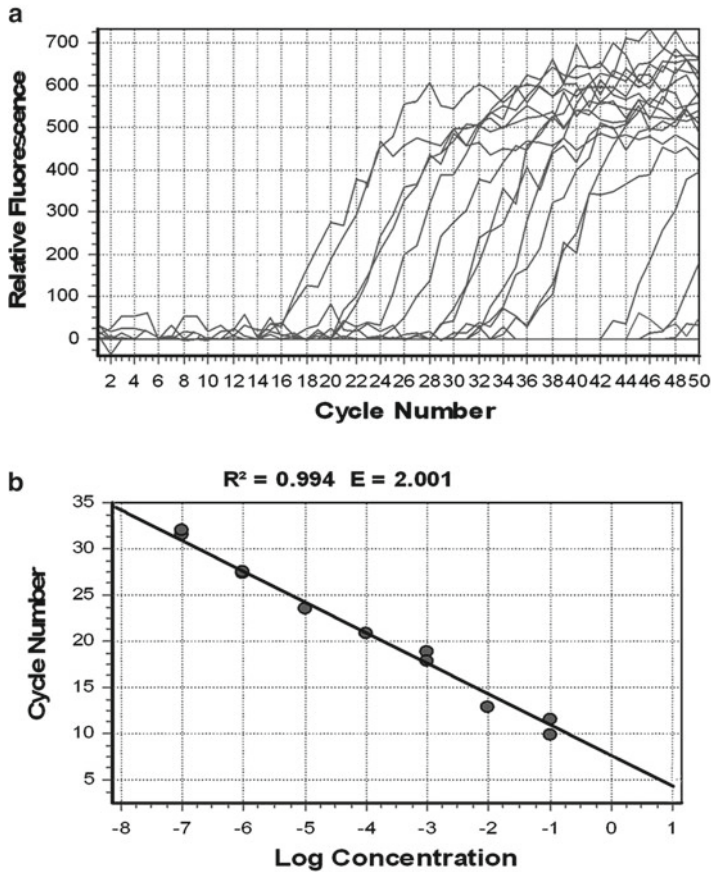 a
700
600
500
400
300
200
100
0
Relative Fluorescence
2 4 6 8 10 12 14 16 18 20 22 24 26 28 30 32 34 36 38 40 42 44 46 48 50
Cycle Number
b
R² = 0.994 E = 2.001
35
30
25
20
15
10
5
Cycle Number
-8 -7 -6 -5 -4 -3 -2 -1 0 1
Log Concentration